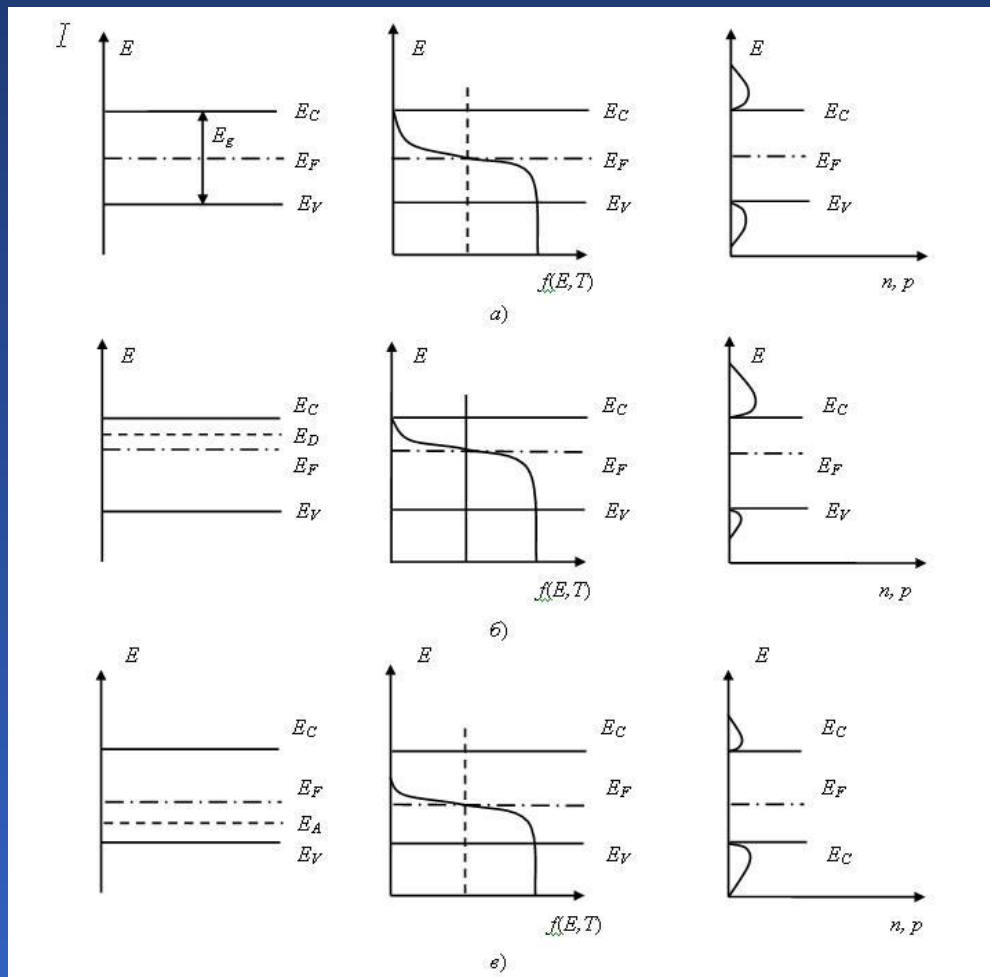 I
E
E
E
E_C
E_C
E_C
E_g
E_F
E_F
E_F
E_V
E_V
E_V
f(E,T)
n, p
а)
E
E
E
E_C
E_C
E_C
E_D
E_F
E_F
E_F
E_V
E_V
E_V
f(E,T)
n, p
б)
E
E
E
E_C
E_C
E_C
E_F
E_F
E_F
E_A
E_V
E_V
E_C
f(E,T)
n, p
в)